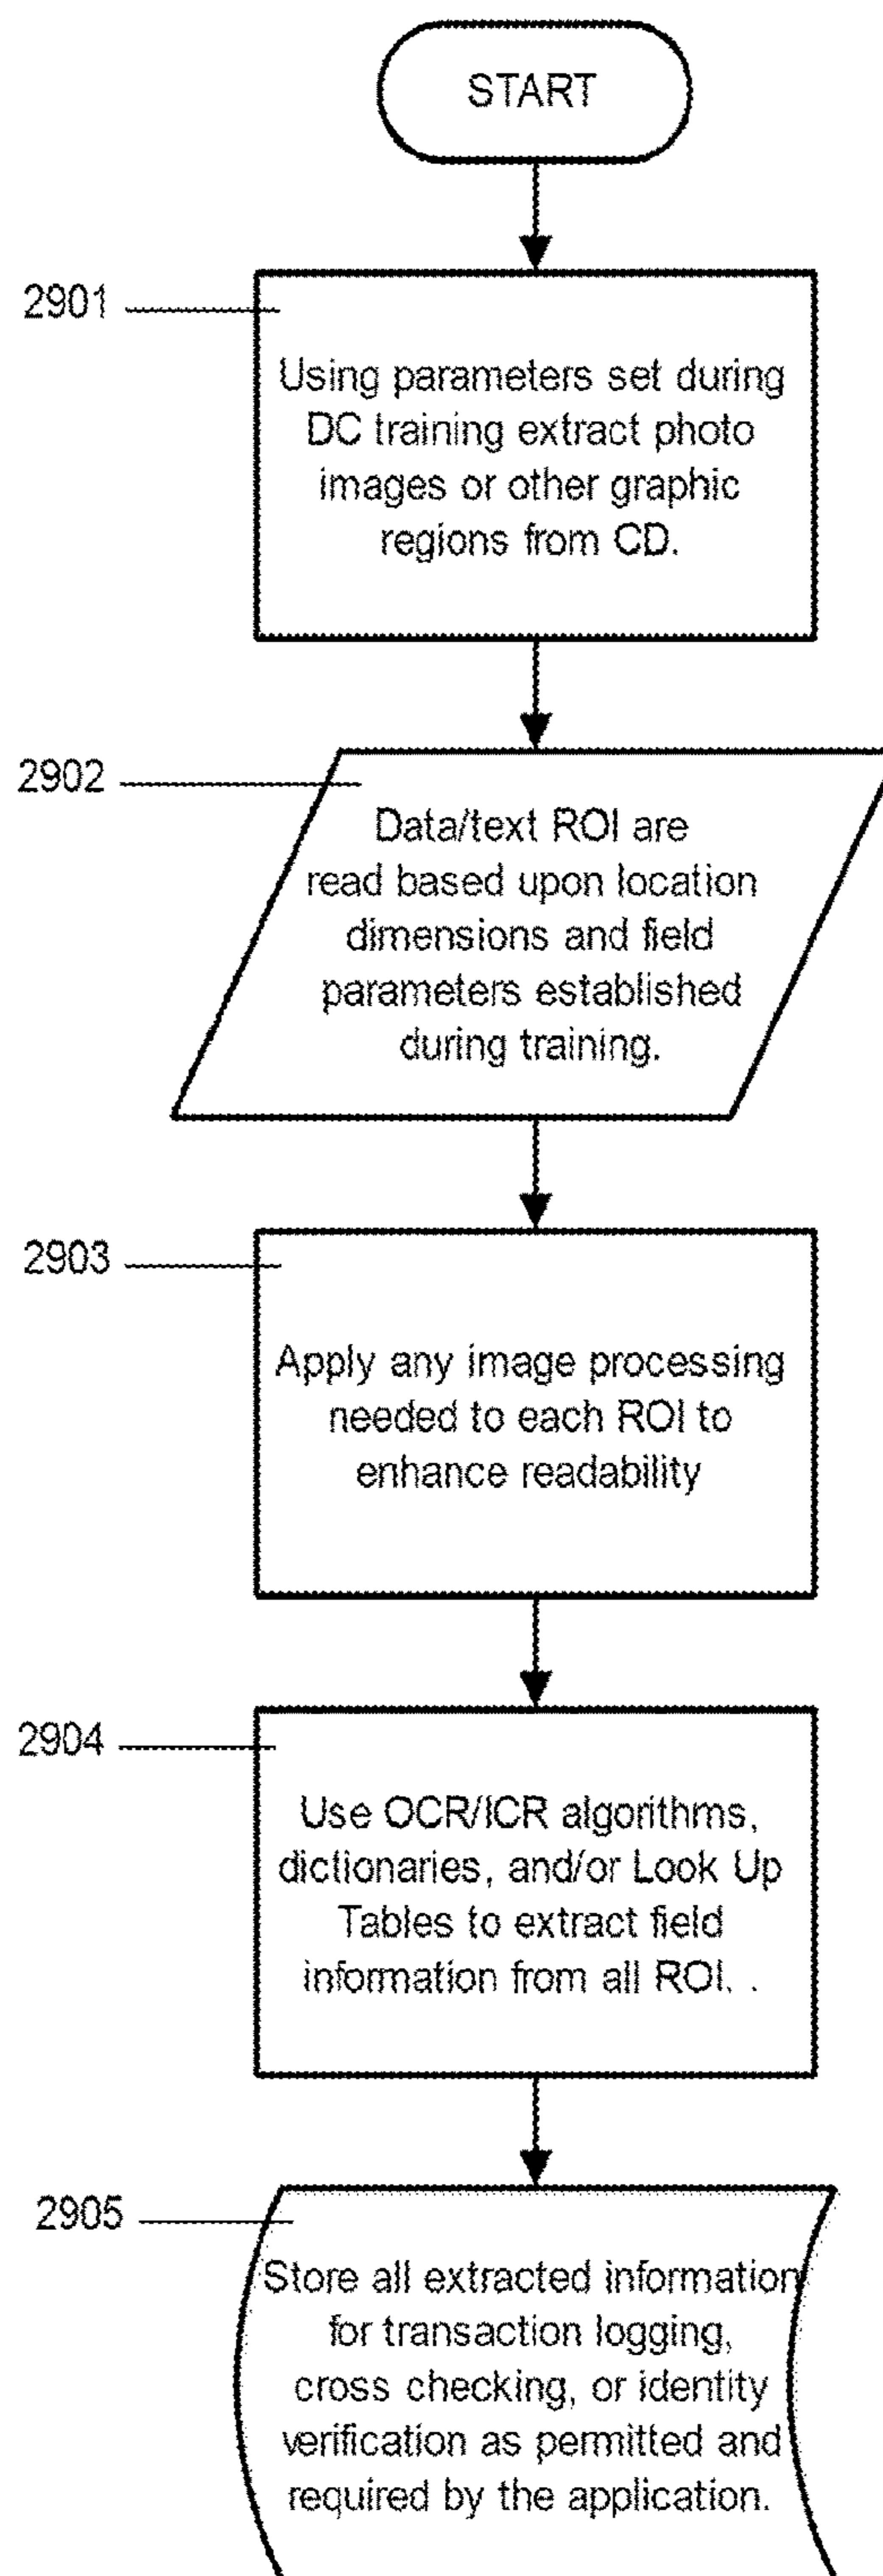 START
2901
Using parameters set during
DC training extract photo
images or other graphic
regions from CD.
2902
Data/text ROI are
read based upon location
dimensions and field
parameters established
during training.
2903
Apply any image processing
needed to each ROI to
enhance readability
2904
Use OCR/ICR algorithms,
dictionaries, and/or Look Up
Tables to extract field
information from all ROI. .
2905
Store all extracted information
for transaction logging,
cross checking, or identity
verification as permitted and
required by the application.